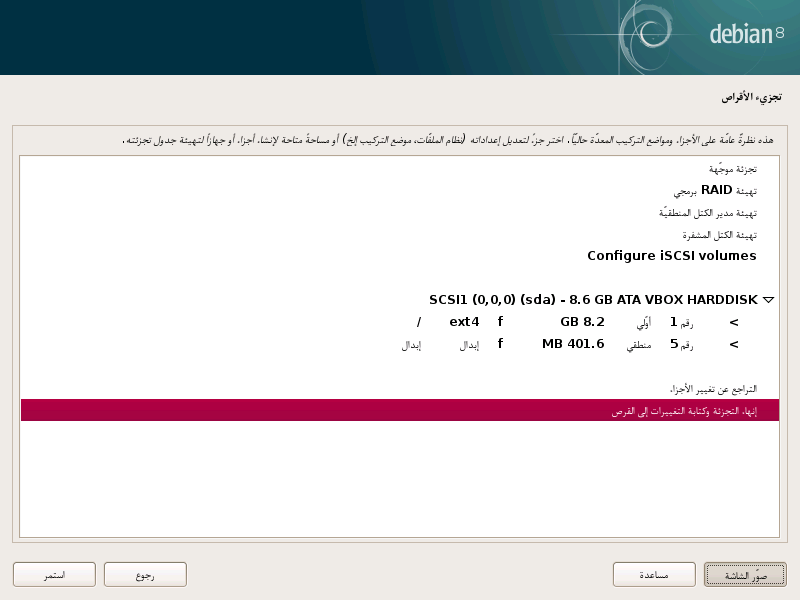 debian 8
تجزيء الأقراص
هذه نظرةٌ عامّة على الأجزاء ومواضع التركيب المعدّة حاليّاً. اختر جزءً لتعديل إعداداته (نظام الملفّات، موضع التركيب إلخ) أو مساحةً متاحة لإنشاء أجزاء أو جهازاً لتهيئة جدول تجزئته.
تجزئة موجّهة
تهيئة RAID برمجي
تهيئة مدير الكتل المنطقيّة
تهيئة الكتل المشفرة
Configure iSCSI volumes
SCSI1 (0,0,0) (sda) - 8.6 GB ATA VBOX HARDDISK
> رقم 1 أوّلي 8.2 GB f ext4 /
> رقم 5 منطقي 401.6 MB f إبدال إبدال
التراجع عن تغيير الأجزاء
إنهاء التجزئة وكتابة التغييرات إلى القرص
صوّر الشاشة مساعدة رجوع استمر